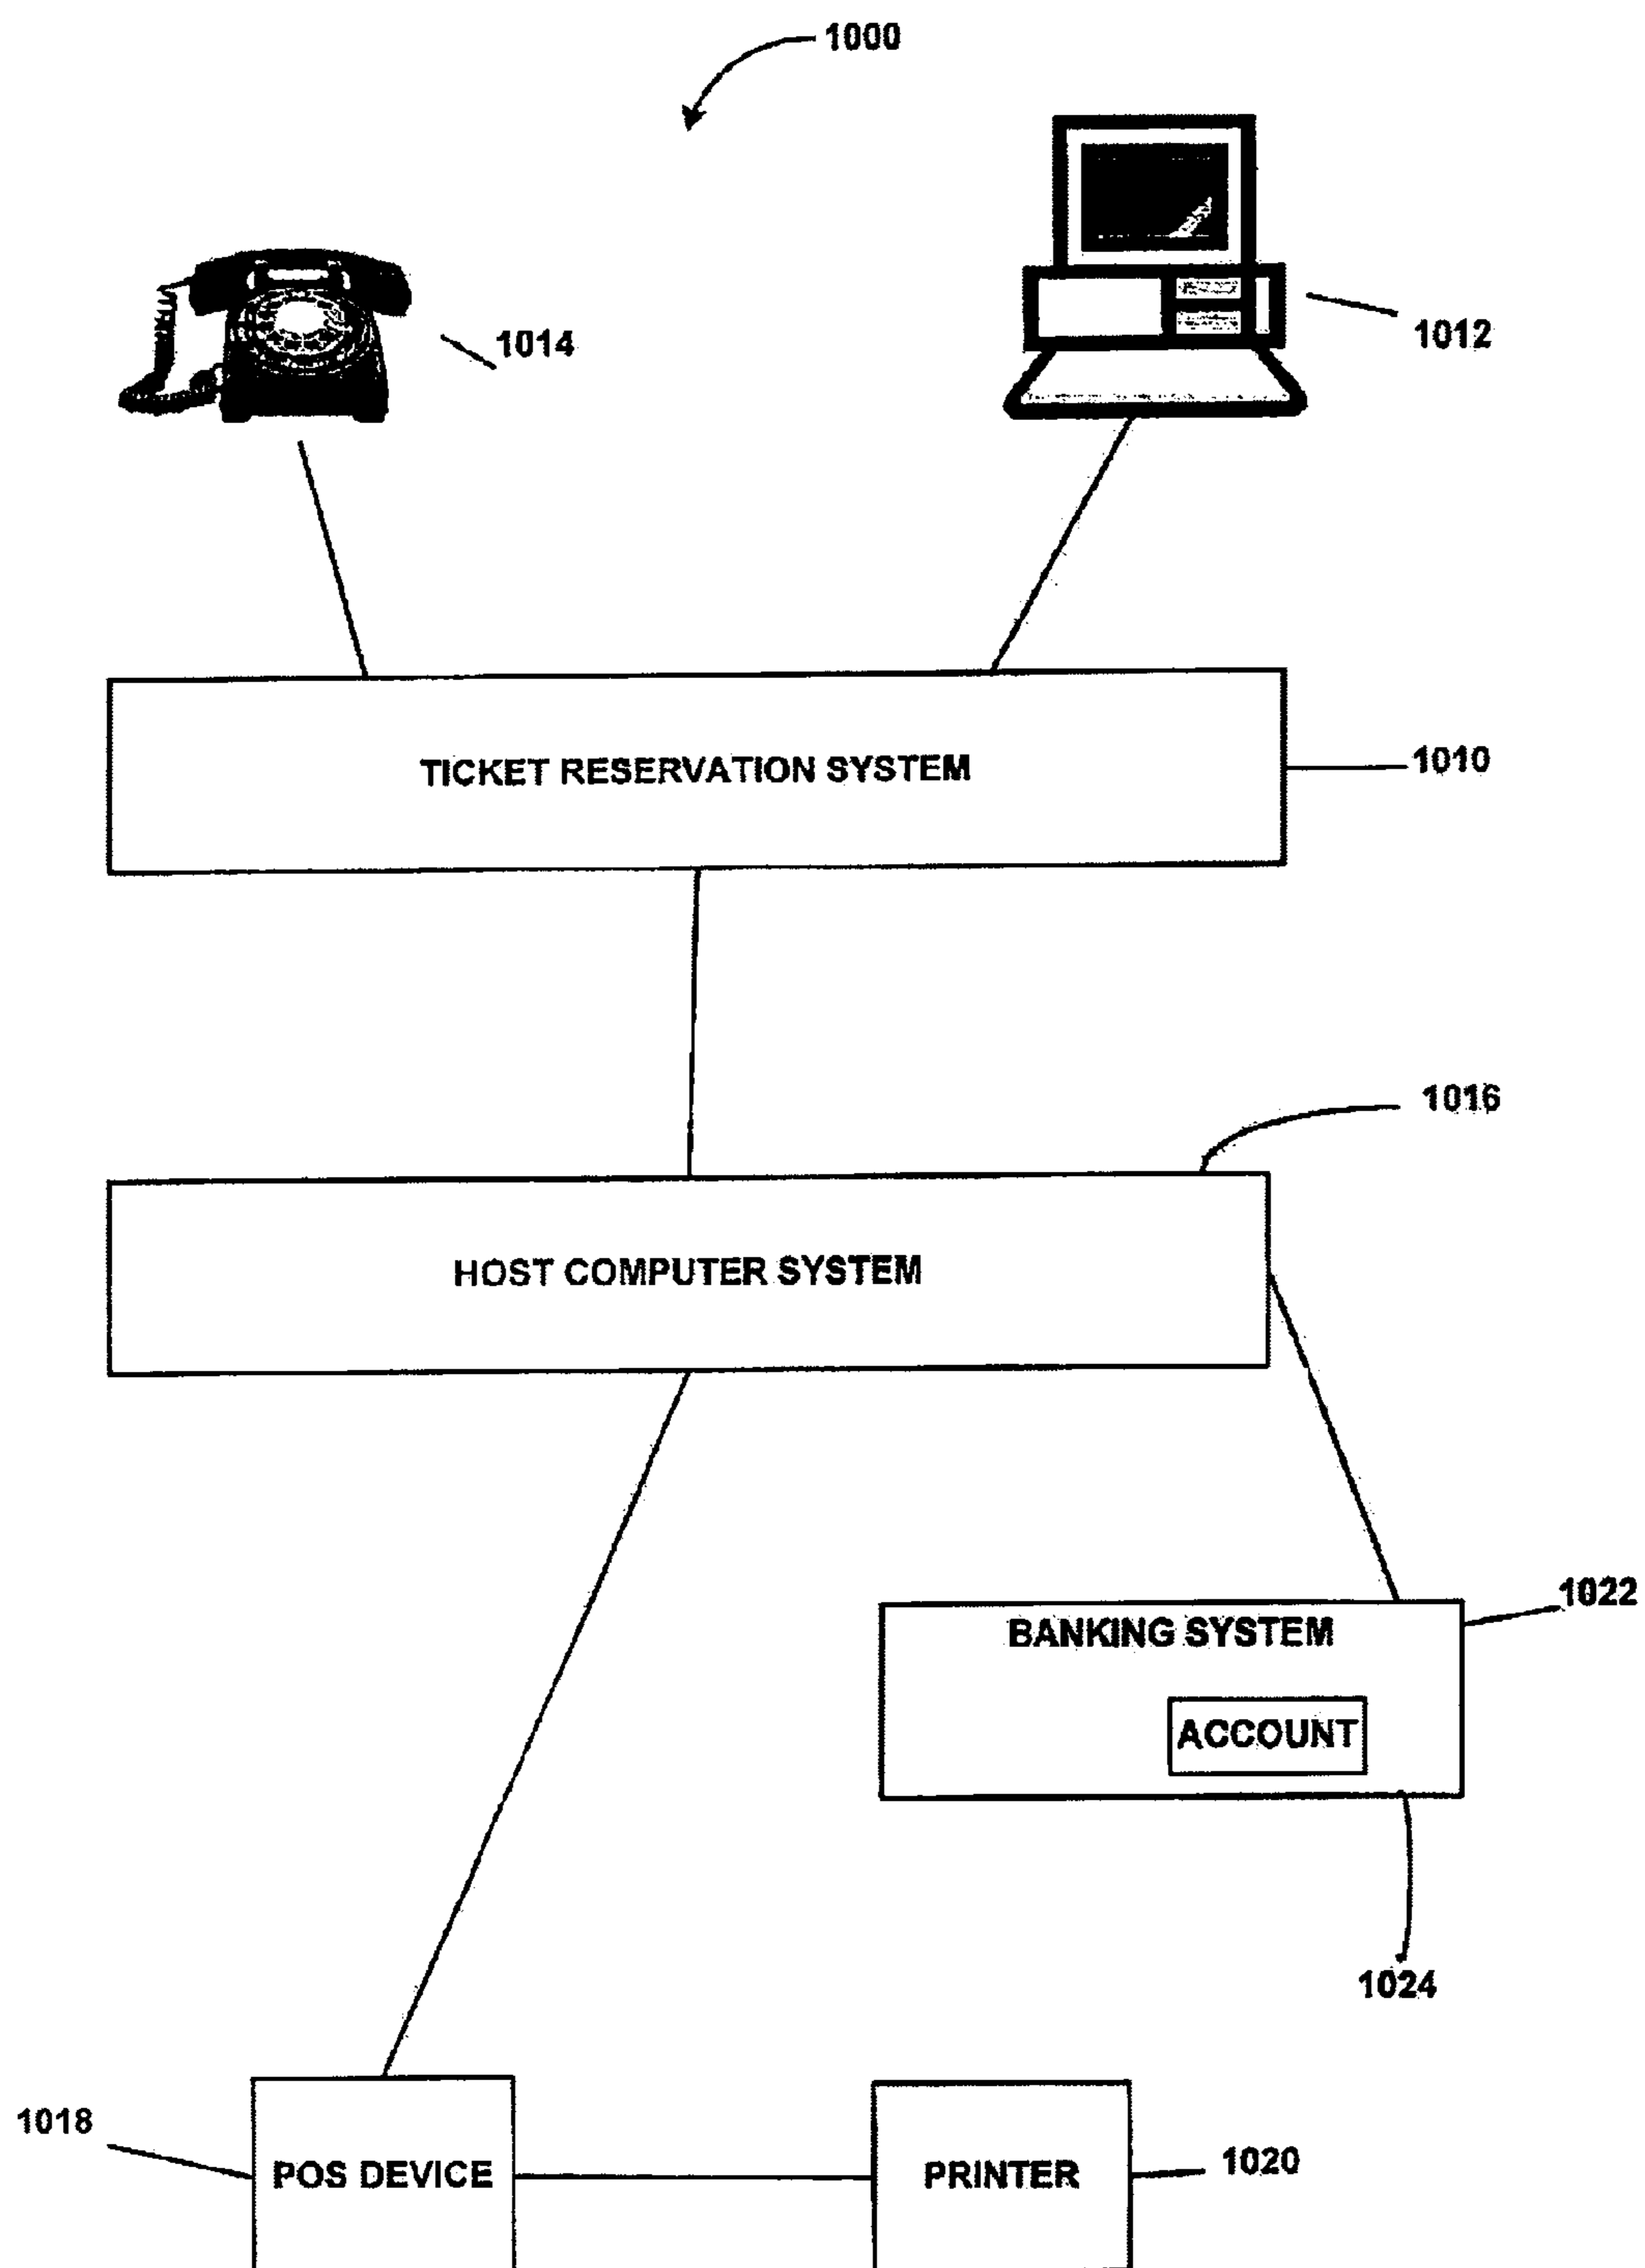 1000
1014
1012
TICKET RESERVATION SYSTEM
1010
1016
HOST COMPUTER SYSTEM
1022
BANKING SYSTEM
ACCOUNT
1024
1018
POS DEVICE
PRINTER
1020